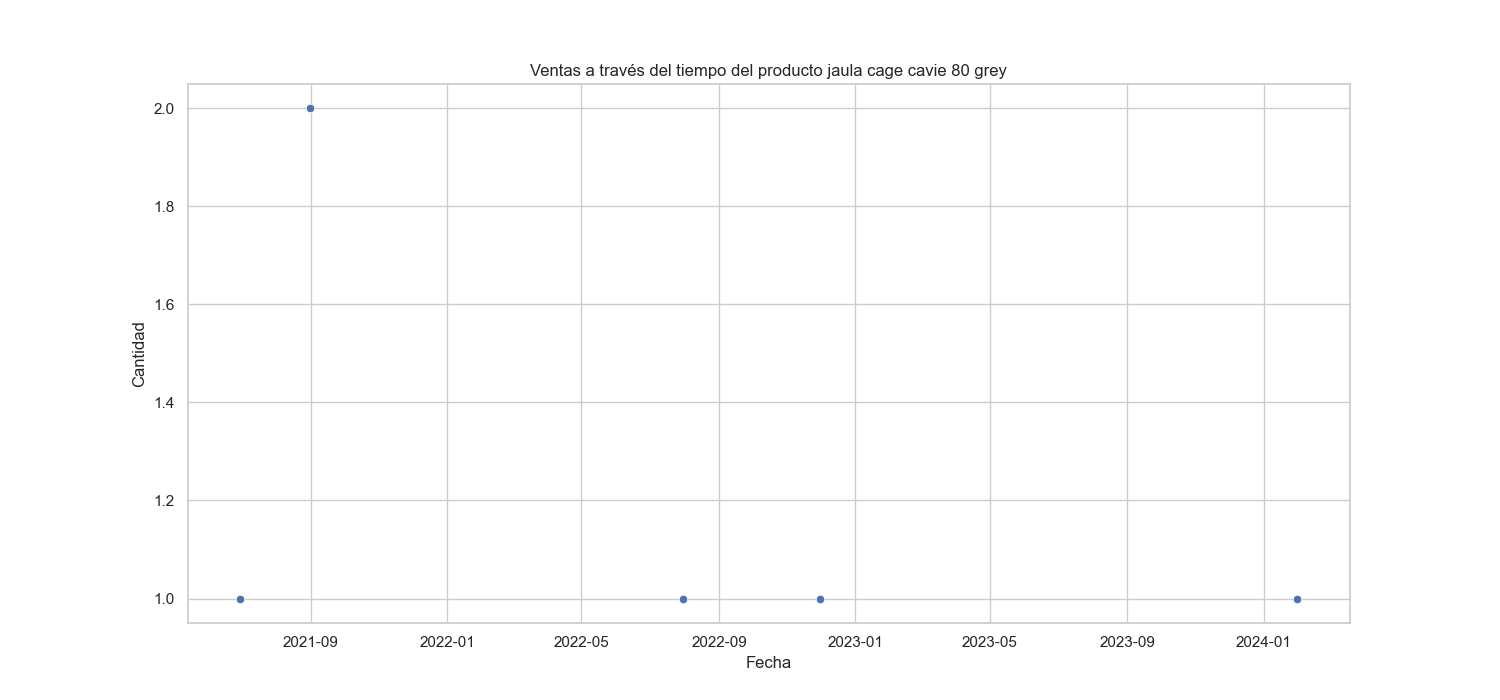 Ventas a través del tiempo del producto jaula cage cavie 80 grey
2.0
1.8
1.6
1.4
1.2
1.0
Cantidad
2021-09 2022-01 2022-05 2022-09 2023-01 2023-05 2023-09 2024-01
Fecha